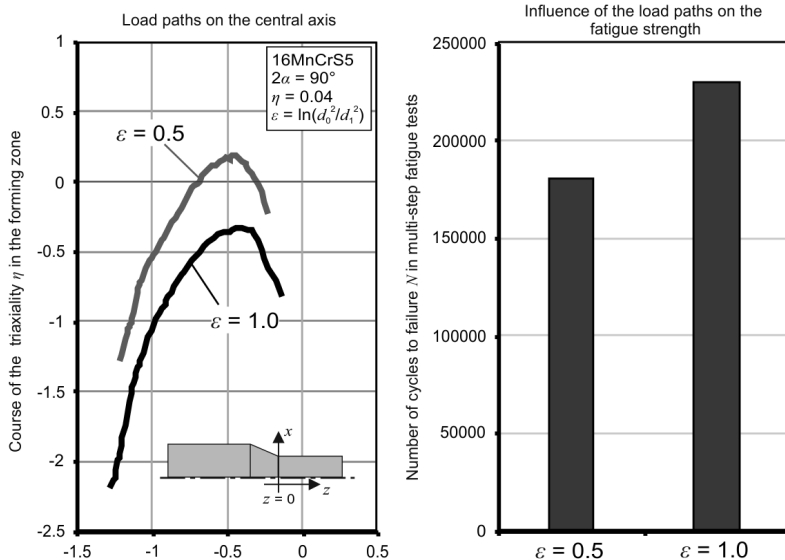 Load paths on the central axis
Course of the triaxiality η in the forming zone
1
0.5
0
-0.5
-1
-1.5
-2
-2.5
-1.5
-1
-0.5
0
0.5
16MnCrS5
2α = 90°
η = 0.04
ε = ln(d₀²/d₁²)
ε = 0.5
ε = 1.0
x
z
z = 0
Influence of the load paths on the
fatigue strength
Number of cycles to failure N in multi-step fatigue tests
250000
200000
150000
100000
50000
0
ε = 0.5
ε = 1.0